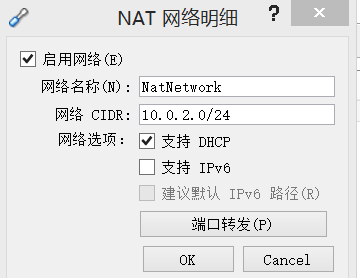 NAT 网络明细
?
×
启用网络(E)
网络名称(N): NatNetwork
网络 CIDR: 10.0.2.0/24
网络选项: 支持 DHCP
支持 IPv6
建议默认 IPv6 路径(R)
端口转发(P)
OK Cancel